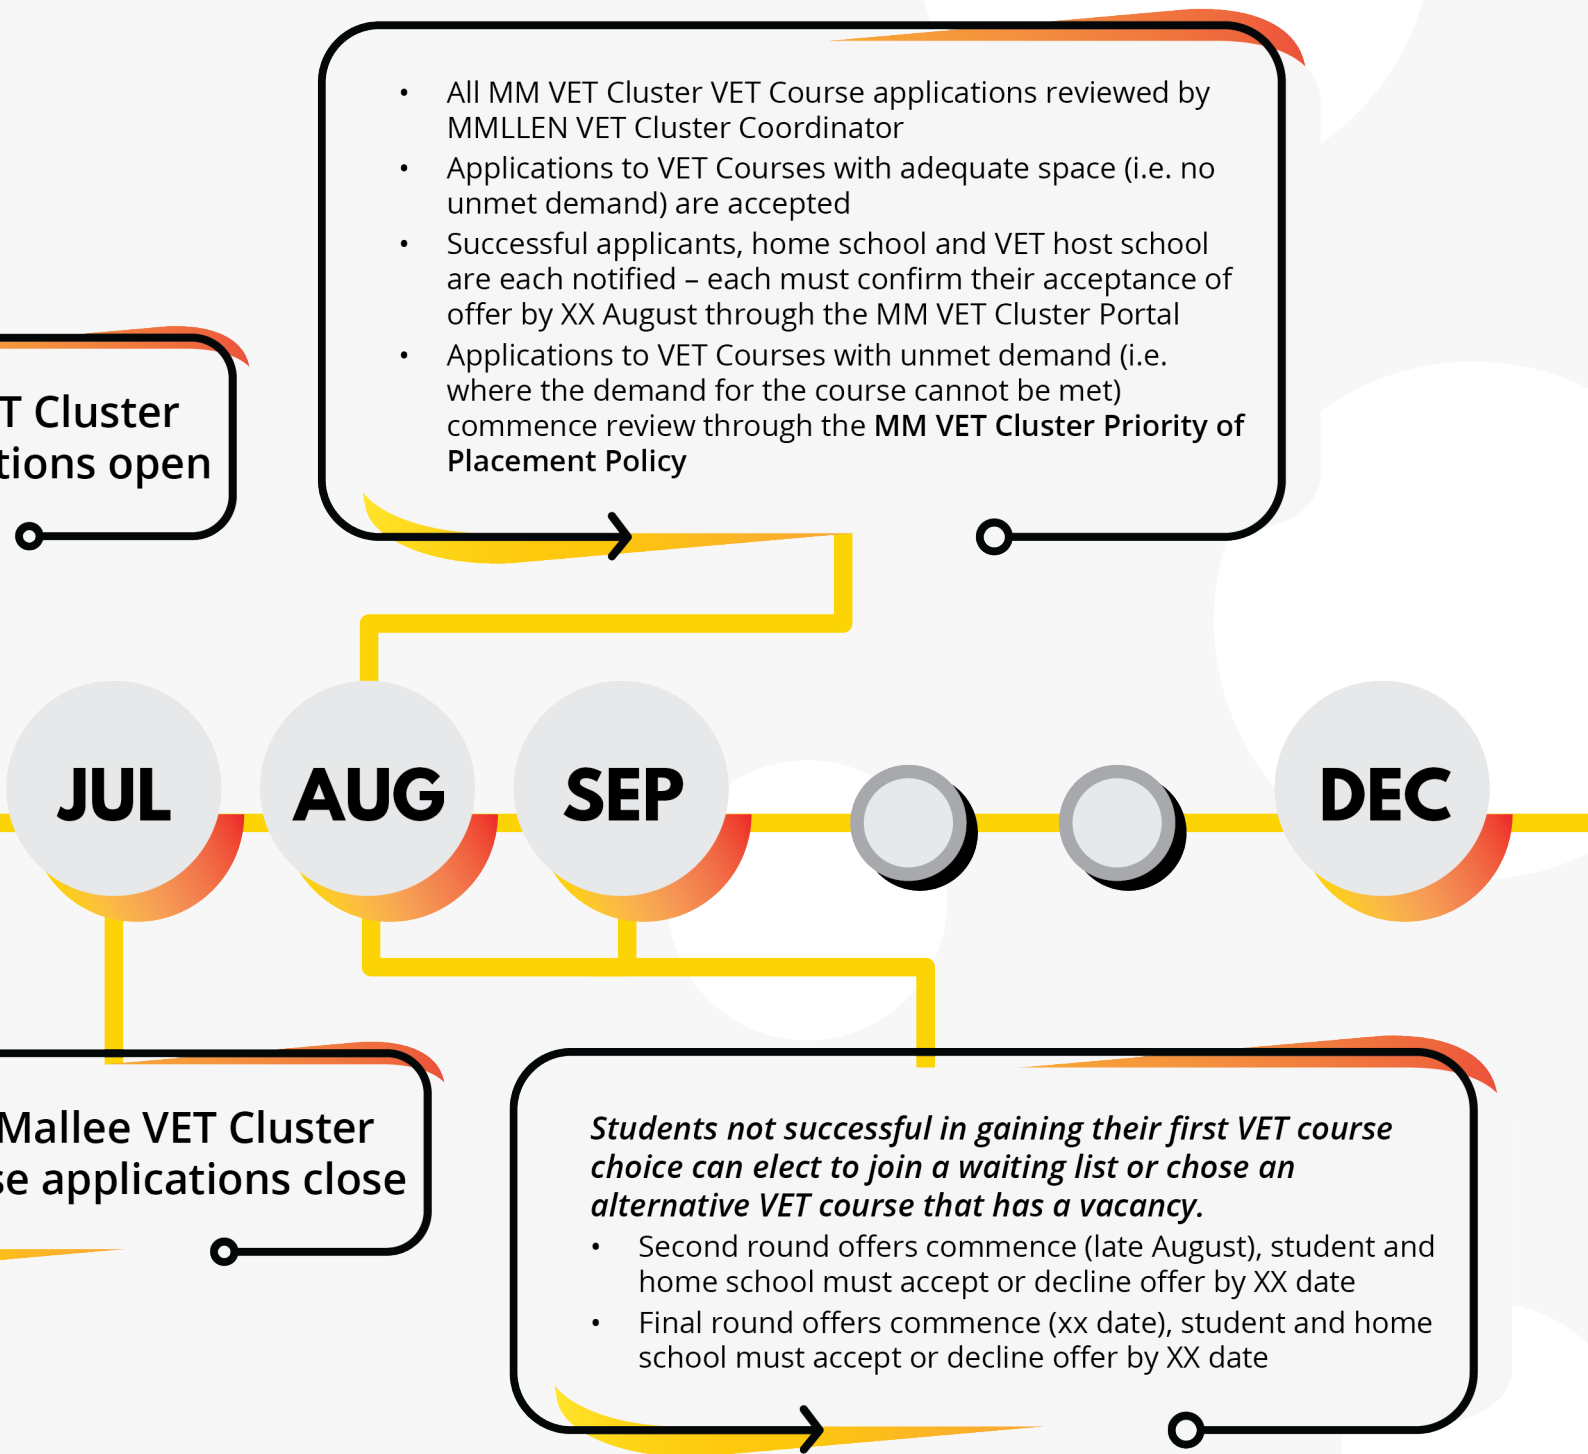 • All MM VET Cluster VET Course applications reviewed by
MMLLEN VET Cluster Coordinator
• Applications to VET Courses with adequate space (i.e. no
unmet demand) are accepted
• Successful applicants, home school and VET host school
are each notified – each must confirm their acceptance of
offer by XX August through the MM VET Cluster Portal
• Applications to VET Courses with unmet demand (i.e.
where the demand for the course cannot be met)
commence review through the MM VET Cluster Priority of
Placement Policy
T Cluster
tions open
JUL
AUG
SEP
DEC
Mallee VET Cluster
se applications close
Students not successful in gaining their first VET course
choice can elect to join a waiting list or chose an
alternative VET course that has a vacancy.
• Second round offers commence (late August), student and
home school must accept or decline offer by XX date
• Final round offers commence (xx date), student and home
school must accept or decline offer by XX date